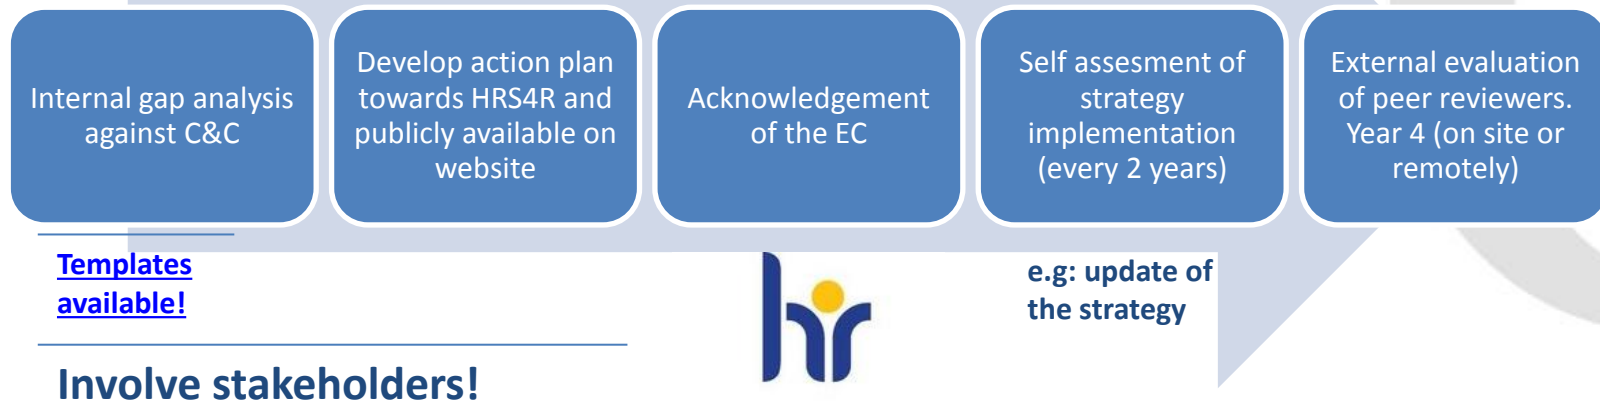 Internal gap analysis
against C&C
Develop action plan
towards HRS4R and
publicly available on
website
Acknowledgement
of the EC
Self assesment of
strategy
implementation
(every 2 years)
External evaluation
of peer reviewers.
Year 4 (on site or
remotely)
Templates
available!
hr
e.g: update of
the strategy
Involve stakeholders!